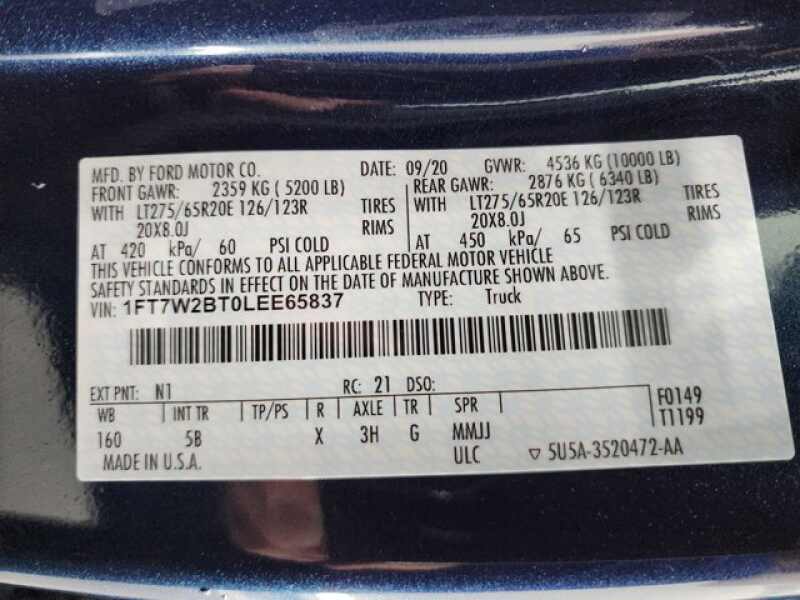 MFD. BY FORD MOTOR CO. DATE: 09/20 GVWR: 4536 KG (10000 LB)
FRONT GAWR: 2359 KG ( 5200 LB) REAR GAWR: 2876 KG ( 6340 LB)
WITH LT275/65R20E 126/123R TIRES WITH LT275/65R20E 126/123R TIRES
20X8.0J RIMS 20X8.0J RIMS
AT 420 kPa/ 60 PSI COLD AT 450 kPa/ 65 PSI COLD
THIS VEHICLE CONFORMS TO ALL APPLICABLE FEDERAL MOTOR VEHICLE
SAFETY STANDARDS IN EFFECT ON THE DATE OF MANUFACTURE SHOWN ABOVE.
VIN: 1FT7W2BT0LEE65837 TYPE: Truck
EXT PNT: N1 RC: 21 DSO:
WB INT TR TP/PS R AXLE TR SPR F0149
160 5B X 3H G MMJJ T1199
MADE IN U.S.A. ULC ▽ 5U5A-3520472-AA